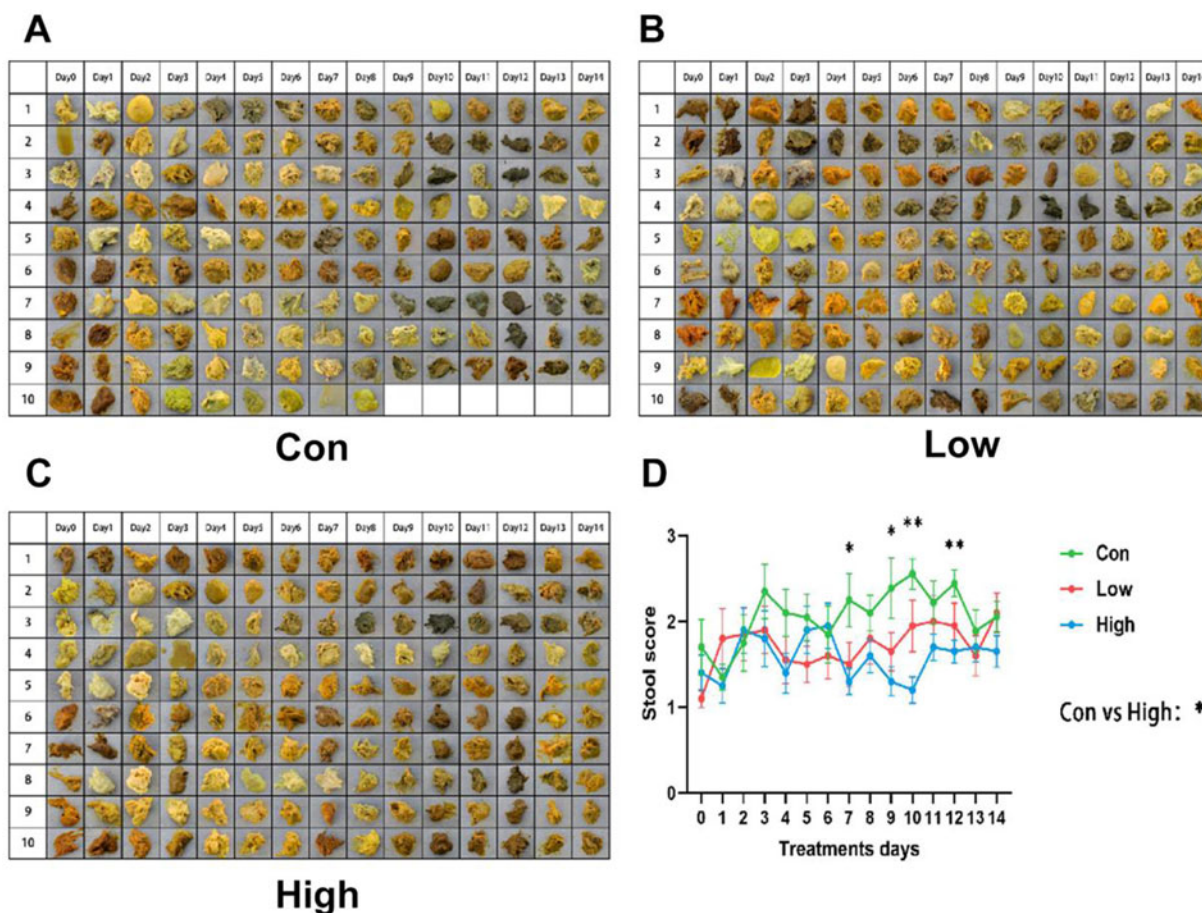 A
Day0 Day1 Day2 Day3 Day4 Day5 Day6 Day7 Day8 Day9 Day10 Day11 Day12 Day13 Day14
1
2
3
4
5
6
7
8
9
10
Con
B
Day0 Day1 Day2 Day3 Day4 Day5 Day6 Day7 Day8 Day9 Day10 Day11 Day12 Day13
1
2
3
4
5
6
7
8
9
10
Low
C
Day0 Day1 Day2 Day3 Day4 Day5 Day6 Day7 Day8 Day9 Day10 Day11 Day12 Day13 Day14
1
2
3
4
5
6
7
8
9
10
High
D
* * ** **
3
2
1
0
Stool score
0 1 2 3 4 5 6 7 8 9 10 11 12 13 14
Treatments days
Con
Low
High
Con vs High: *